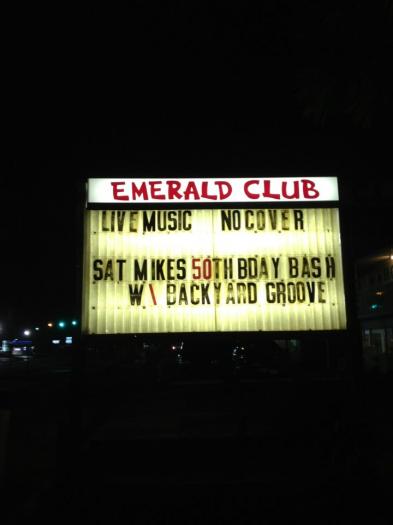 EMERALD CLUB
LIVE MUSIC NO COVER
SAT MIKES 50TH BDAY BASH
W\ BACKYARD GROOVE